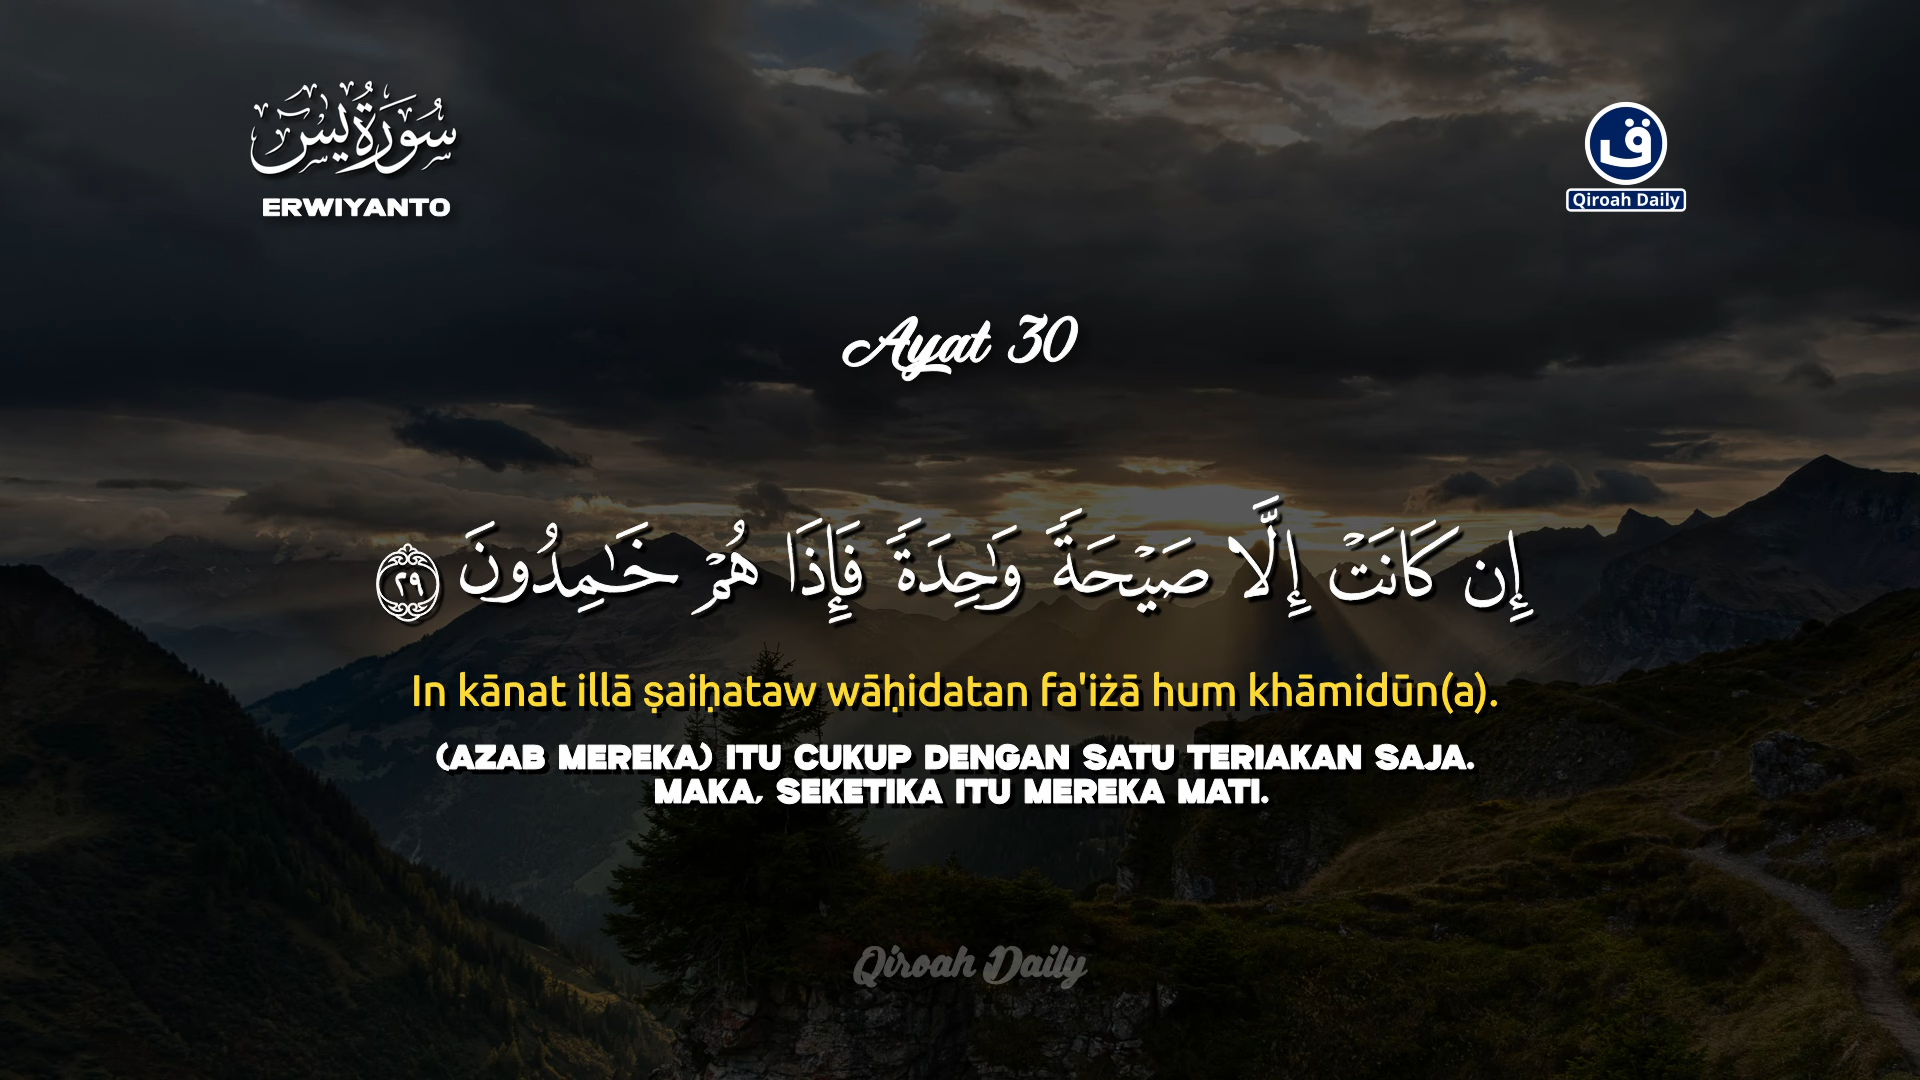 سُورَةُ يٓسٓ
ERWIYANTO
ق
Qiroah Daily
Ayat 30
إِن كَانَتْ إِلَّا صَيْحَةً وَٰحِدَةً فَإِذَا هُمْ خَـٰمِدُونَ ٢٩
In kānat illā ṣaiḥataw wāḥidatan fa'iżā hum khāmidūn(a).
(AZAB MEREKA) ITU CUKUP DENGAN SATU TERIAKAN SAJA.
MAKA, SEKETIKA ITU MEREKA MATI.
Qiroah Daily